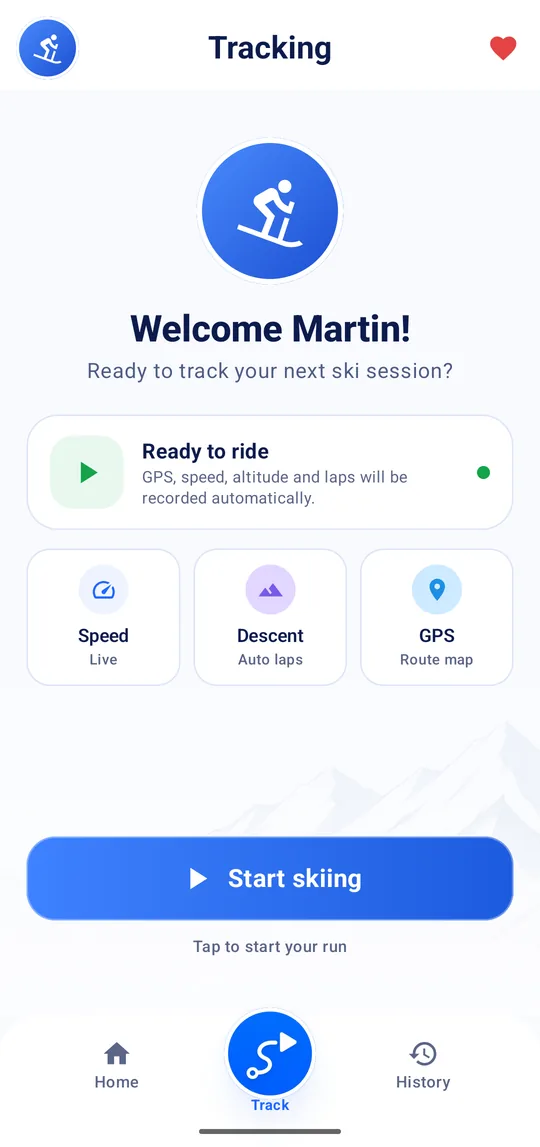 Tracking
Welcome Martin!
Ready to track your next ski session?
Ready to ride
GPS, speed, altitude and laps will be
recorded automatically.
Speed
Live
Descent
Auto laps
GPS
Route map
Start skiing
Tap to start your run
Home
Track
History